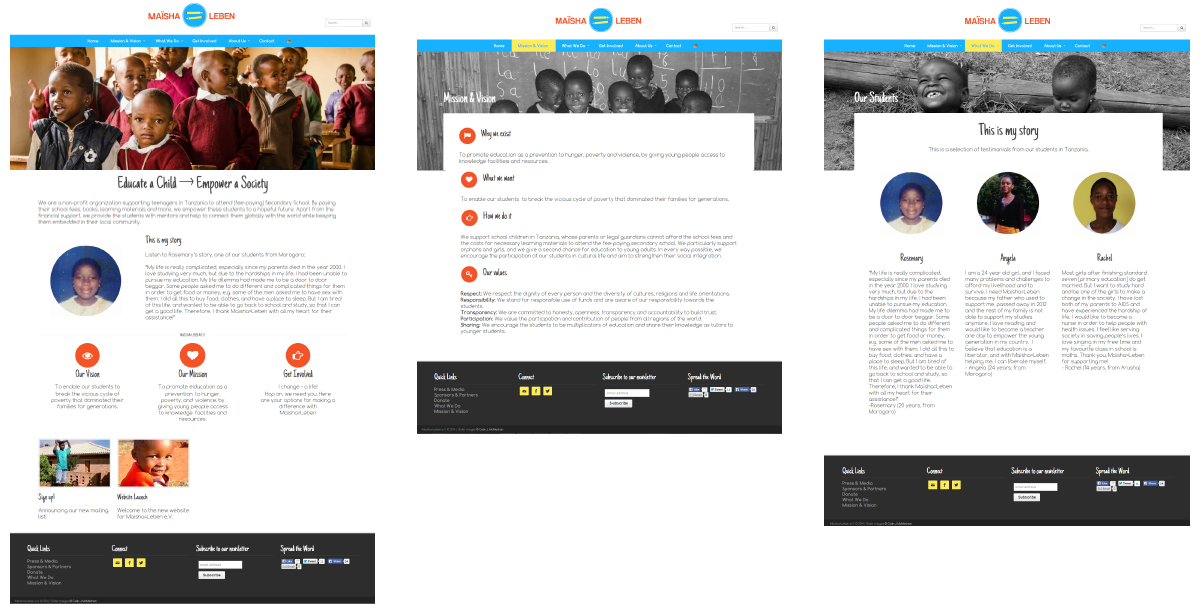 MAÏSHA LEBEN
Home Mission & Vision What We Do Get Involved About Us Contact
Educate a Child → Empower a Society
We are a non-profit organization supporting teenagers in Tanzania to attend (fee-paying) Secondary School. By paying
their school fees, books, learning materials and more, we empower these students to a hopeful future. Apart from the
financial support, we provide the students with mentors and help to connect them globally with the world while keeping
them embedded in their local community.
This is my story
Listen to Rosemary's story, one of our students from Morogoro:
"My life is really complicated, especially since my parents died in the year 2000. I
love studying very much, but due to the hardships in my life, I had been unable to
pursue my education. My life dilemma had made me to be a door to door
beggar. Some people asked me to do different and complicated things for them
in order to get food or money, e.g. some of the men asked me to have sex with
them. I did all this to buy food, clothes, and have a place to sleep. But I am tired of
this life, and wanted to be able to go back to school and study, so that I can
get a good life. Therefore, I thank Maisha=Leben with all my heart for their
assistance!"
Our Vision
To enable our students to
break the vicious cycle of
poverty that dominated their
families for generations.
Our Mission
To promote education as a
prevention to hunger,
poverty, and violence, by
giving young people access
to knowledge facilities and
resources.
Get Involved
I change – a life!
Hop on, we need you. Here
are your options for making a
difference with
Maisha=Leben
Sign up!
Announcing our new mailing
list!
Website Launch
Welcome to the new website
for Maisha=Leben e.V.
Quick Links
Press & Media
Sponsors & Partners
Donate
What We Do
Mission & Vision
Connect
Subscribe to our newsletter
Subscribe
Spread the Word
MAÏSHA LEBEN
Home Mission & Vision What We Do Get Involved About Us Contact
Mission & Vision
Why we exist
To promote education as a prevention to hunger, poverty and violence, by giving young people access to
knowledge facilities and resources.
What we want
To enable our students to break the vicious cycle of poverty that dominated their families for generations.
How we do it
We support school children in Tanzania, whose parents or legal guardians cannot afford the school fees and
the costs for necessary learning materials to attend the fee-paying secondary school. We particularly support
orphans and girls, and we give a second chance for education to young adults in every way possible, we
encourage the participation of our students in cultural life and aim to strengthen their social integration.
Our values
Respect: We respect the dignity of every person and the diversity of cultures, religions and life orientations.
Responsibility: We stand for responsible use of funds and are aware of our responsibility towards the
students.
Transparency: We are committed to honesty, openness, transparency and accountability to build trust.
Participation: We value the participation and contribution of people from all regions of the world.
Sharing: We encourage the students to be multiplicators of education and share their knowledge as tutors to
younger students.
Quick Links
Press & Media
Sponsors & Partners
Donate
What We Do
Mission & Vision
Connect
Subscribe to our newsletter
Subscribe
Spread the Word
MAÏSHA LEBEN
Home Mission & Vision What We Do Get Involved About Us Contact
Our Students
This is my story
This is a selection of testimonials from our students in Tanzania.
Rosemary
"My life is really complicated,
especially since my parents died
in the year 2000. I love studying
very much, but due to the
hardships in my life, I had been
unable to pursue my education.
My life dilemma had made me to
be a door to door beggar. Some
people asked me to do different
and complicated things for them
in order to get food or money,
e.g. some of the men asked me to
have sex with them. I did all this to
buy food, clothes, and have a
place to sleep. But I am tired of
this life, and wanted to be able to
go back to school and study, so
that I can get a good life.
Therefore, I thank Maisha=Leben
with all my heart for their
assistance!"
-Rosemary (20 years, from
Morogoro)
Angela
I am a 24 year old girl, and I faced
many problems and challenges to
afford my livelihood and to
survive. I need Maisha=Leben
because my father who used to
support me, passed away in 2012
and the rest of my family is not
able to support my studies
anymore. I love reading and
would like to become a teacher
one day to empower the young
generation in my country. I
believe that education is a
liberator, and with Maisha=Leben
helping me, I can liberate myself.
- Angela (24 years, from
Morogoro)
Rachel
Most girls after finishing standard
seven [primary education] do get
married. But I want to study hard
and be one of the girls to make a
change in the society. I have lost
both of my parents to AIDS and
have experienced the hardship of
life. I would like to become a
nurse in order to help people with
health issues. I feel like serving
society in saving people's lives. I
love singing in my free time and
my favourite class in school is
maths. Thank you, Maisha=Leben
for supporting me!
- Rachel (14 years, from Arusha)
Quick Links
Press & Media
Sponsors & Partners
Donate
What We Do
Mission & Vision
Connect
Subscribe to our newsletter
Subscribe
Spread the Word